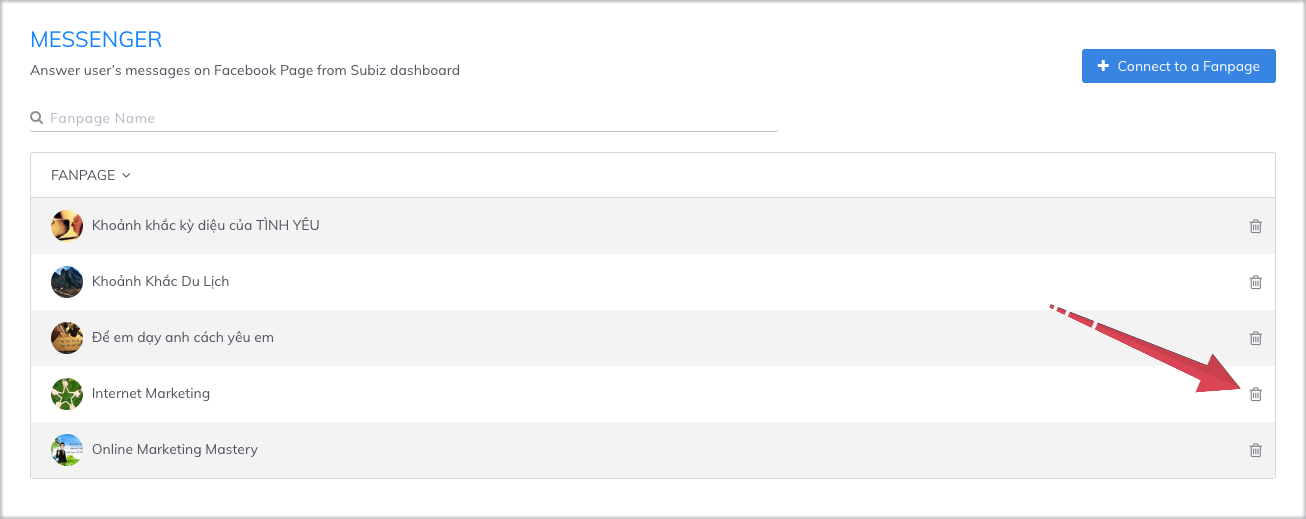 MESSENGER
Answer user's messages on Facebook Page from Subiz dashboard
Connect to a Fanpage
Fanpage Name
FANPAGE
Khoảnh khắc kỳ diệu của TÌNH YÊU
Khoảnh Khắc Du Lịch
Để em dạy anh cách yêu em
Internet Marketing
Online Marketing Mastery